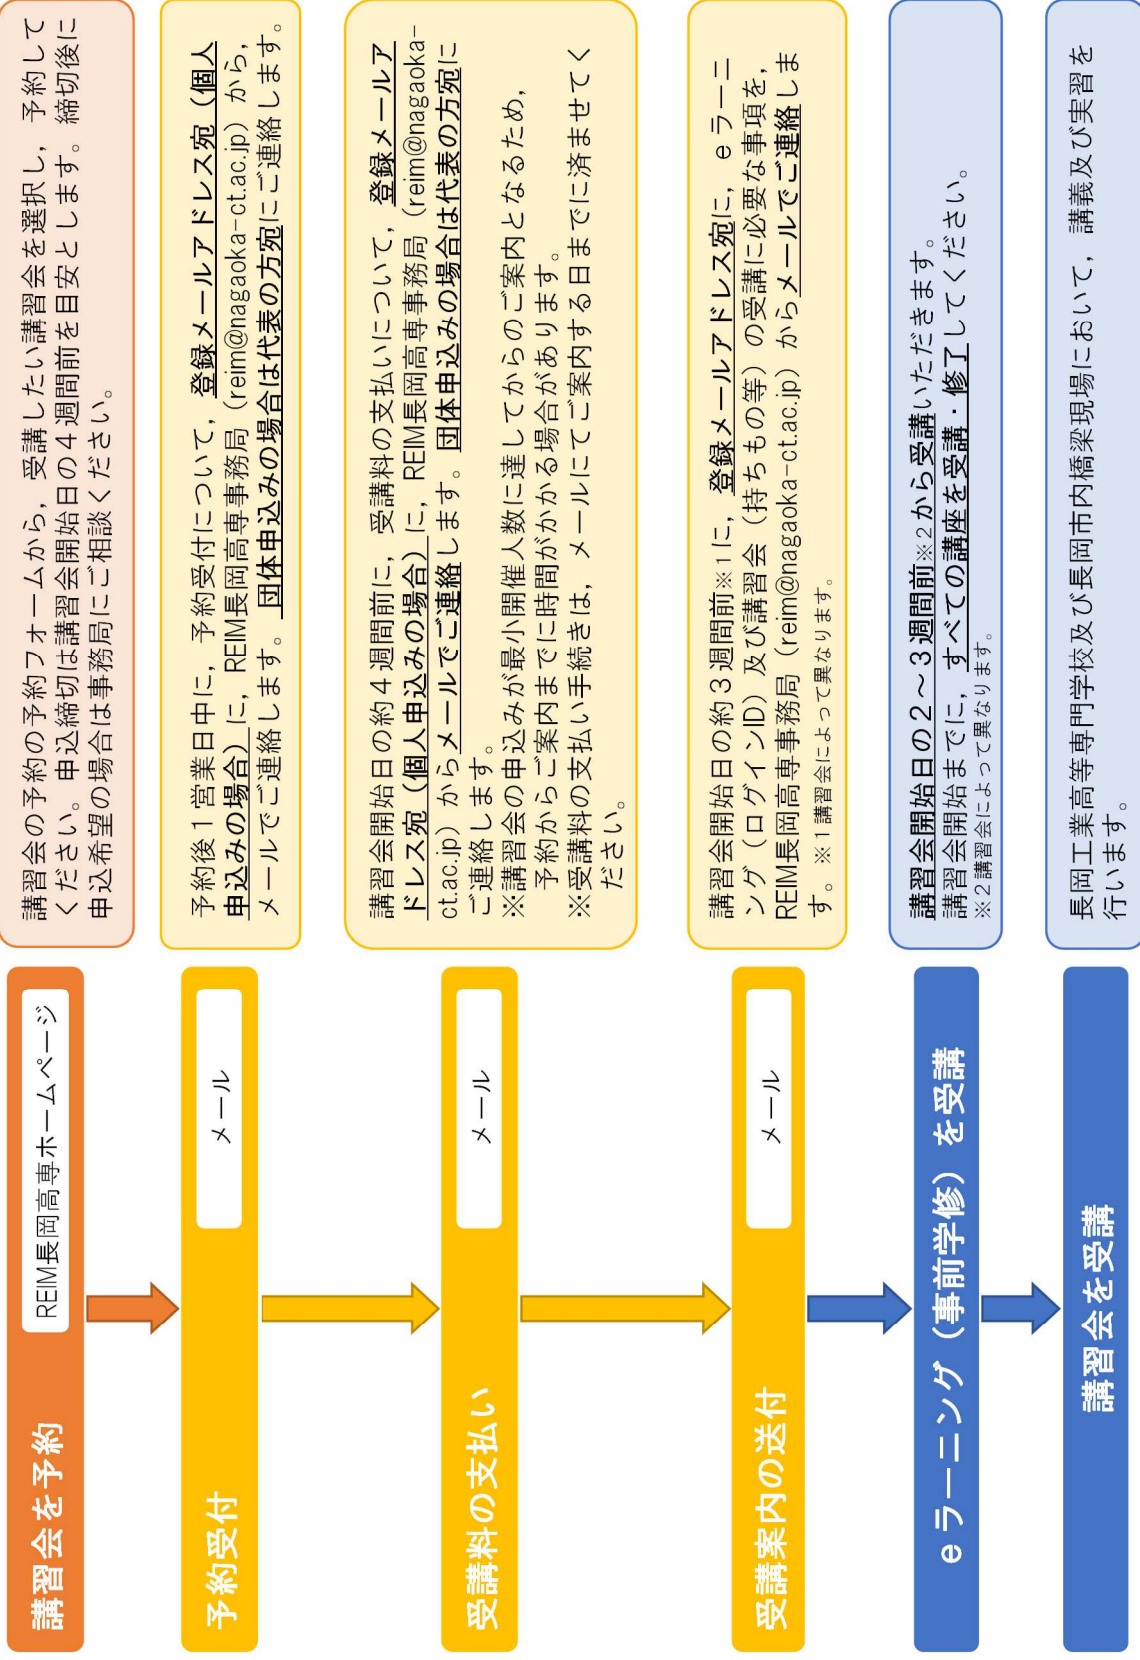 講習会を予約
REIM長岡高専ホームページ
講習会の予約の予約フォームから，受講したい講習会を選択し，予約して
ください。申込締切は講習会開始日の４週間前を目安とします。締切後に
申込希望の場合は事務局にご相談ください。
予約受付
メール
予約後１営業日中に，予約受付について，登録メールアドレス宛（個人
申込みの場合）に，REIM長岡高専事務局（reim@nagaoka-ct.ac.jp）から，
メールでご連絡します。団体申込みの場合は代表の方宛にご連絡します。
受講料の支払い
メール
講習会開始日の約４週間前に，受講料の支払いについて，登録メールア
ドレス宛（個人申込みの場合）に，REIM長岡高専事務局（reim@nagaoka-
ct.ac.jp）からメールでご連絡します。団体申込みの場合は代表の方宛に
ご連絡します。
※講習会の申込みが最小開催人数に達してからのご案内となるため，
予約からご案内までに時間がかかる場合があります。
※受講料の支払い手続きは，メールにてご案内する日までに済ませてく
ださい。
受講案内の送付
メール
講習会開始日の約３週間前※1に，登録メールアドレス宛に，ｅラーニ
ング（ログインID）及び講習会（持ちもの等）の受講に必要な事項を，
REIM長岡高専事務局（reim@nagaoka-ct.ac.jp）からメールでご連絡しま
す。※１講習会によって異なります。
ｅラーニング（事前学修）を受講
講習会開始日の２～３週間前※2から受講いただきます。
講習会開始までに，すべての講座を受講・修了してください。
※2講習会によって異なります。
講習会を受講
長岡工業高等専門学校及び長岡市内橋梁現場において，講義及び実習を
行います。